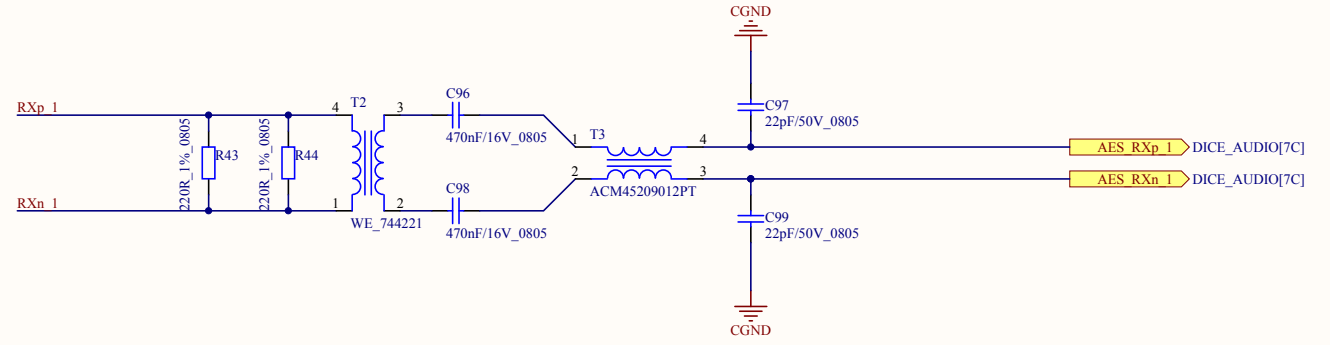 CGND
RXp_1
4
T2
3
C96
470nF/16V_0805
C97
22pF/50V_0805
220R_1%_0805
R43
220R_1%_0805
R44
1
T3
4
AES_RXp_1
DICE_AUDIO[7C]
2
3
AES_RXn_1
DICE_AUDIO[7C]
ACM45209012PT
RXn_1
1
2
WE_744221
C98
470nF/16V_0805
C99
22pF/50V_0805
CGND